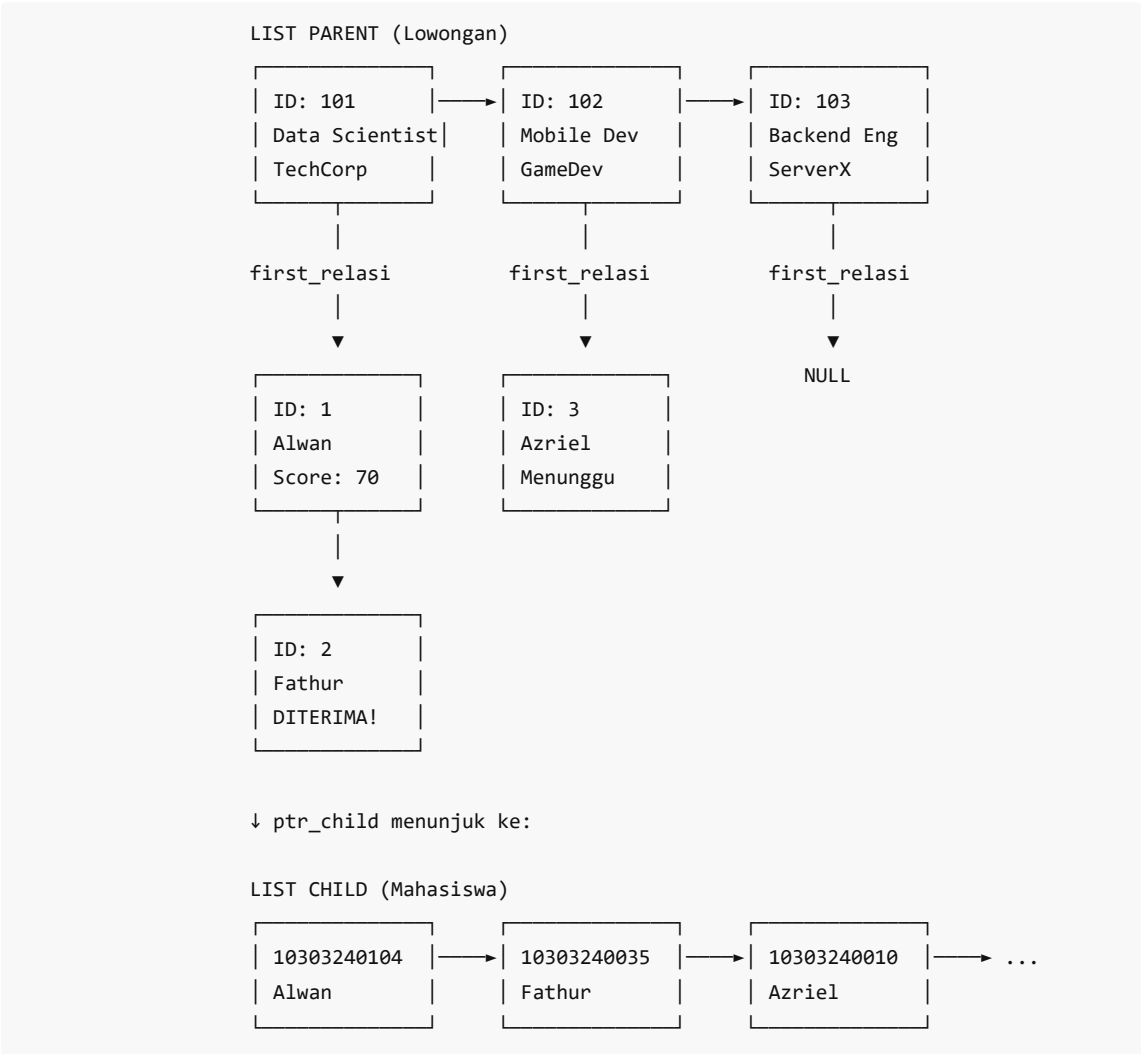 LIST PARENT (Lowongan)
ID: 101 ID: 102 ID: 103
Data Scientist Mobile Dev Backend Eng
TechCorp GameDev ServerX
first_relasi first_relasi first_relasi
NULL
ID: 1 ID: 3
Alwan Azriel
Score: 70 Menunggu
ID: 2
Fathur
DITERIMA!
↓ ptr_child menunjuk ke:
LIST CHILD (Mahasiswa)
10303240104 10303240035 10303240010 ...
Alwan Fathur Azriel